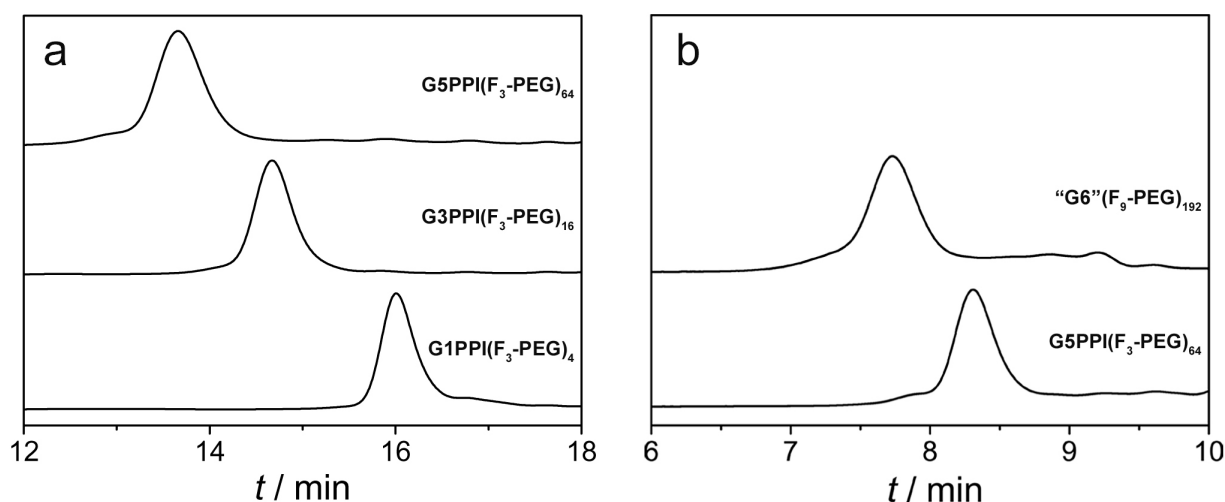 a
G5PPI(F₃-PEG)₆₄
G3PPI(F₃-PEG)₁₆
G1PPI(F₃-PEG)₄
12 14 16 18
t / min
b
“G6”(F₉-PEG)₁₉₂
G5PPI(F₃-PEG)₆₄
6 7 8 9 10
t / min